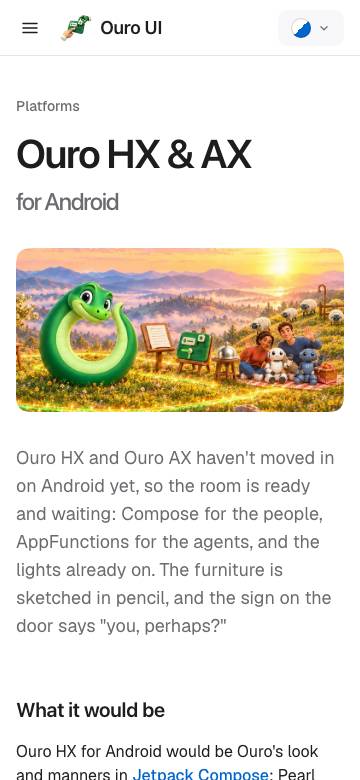 Ouro UI
Platforms
Ouro HX & AX
for Android
Ouro HX and Ouro AX haven't moved in
on Android yet, so the room is ready
and waiting: Compose for the people,
AppFunctions for the agents, and the
lights already on. The furniture is
sketched in pencil, and the sign on the
door says "you, perhaps?"
What it would be
Ouro HX for Android would be Ouro's look
and manners in Jetpack Compose: Pearl